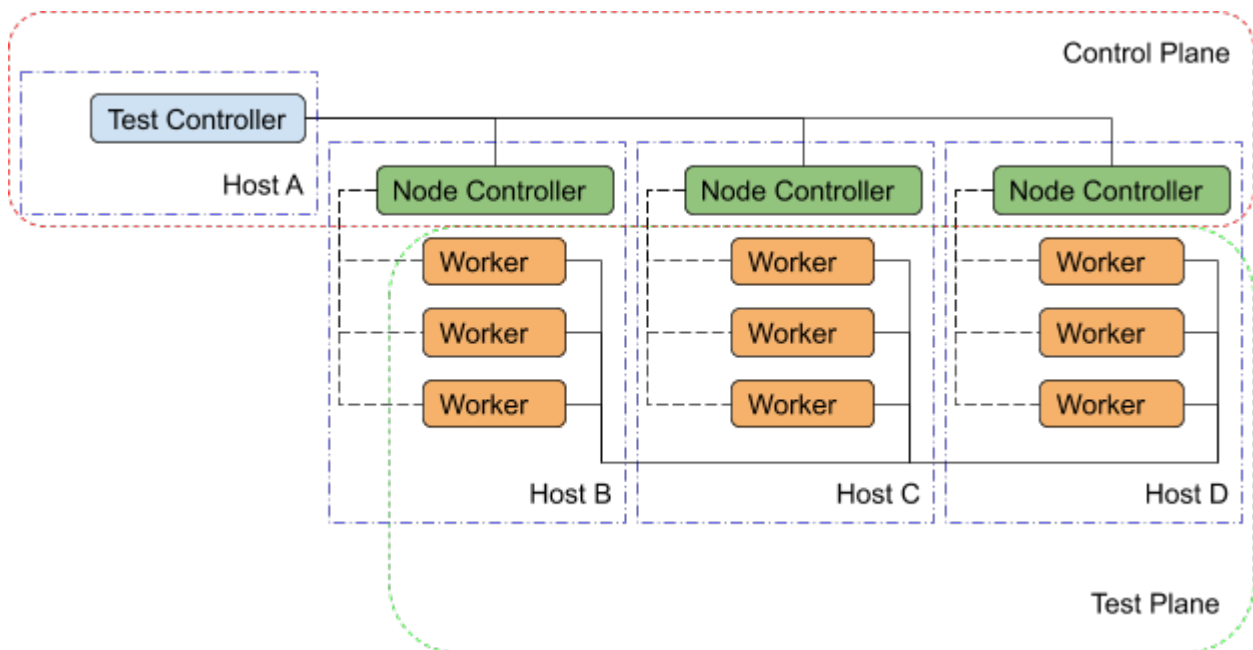 Control Plane
Test Controller
Host A
Node Controller
Node Controller
Node Controller
Worker
Worker
Worker
Worker
Worker
Worker
Worker
Worker
Worker
Host B
Host C
Host D
Test Plane